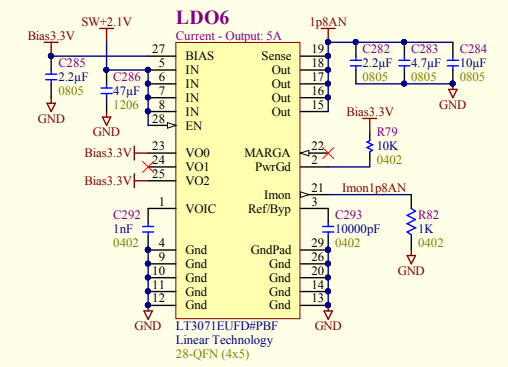 LDO6
Current - Output: 5A
SW+2.1V
Bias3.3V
1p8AN
27 BIAS
5 IN
6 IN
7 IN
8 IN
28 EN
Sense 19
Out 18
Out 17
Out 16
Out 15
C285
2.2µF
0805
C286
47µF
1206
GND
GND
C282
2.2µF
0805
C283
4.7µF
0805
C284
10µF
0805
GND
Bias3.3V
R79
10K
0402
Bias3.3V 23 VO0
24 VO1
Bias3.3V 25 VO2
MARGA 22
PwrGd 2
Imon 21 Imon1p8AN
Ref/Byp 3
1 VOIC
C292
1nF
0402
C293
10000pF
0402
R82
1K
0402
GND
4 Gnd
9 Gnd
10 Gnd
11 Gnd
12 Gnd
GndPad 29
Gnd 26
Gnd 20
Gnd 14
Gnd 13
GND
GND
LT3071EUFD#PBF
Linear Technology
28-QFN (4x5)